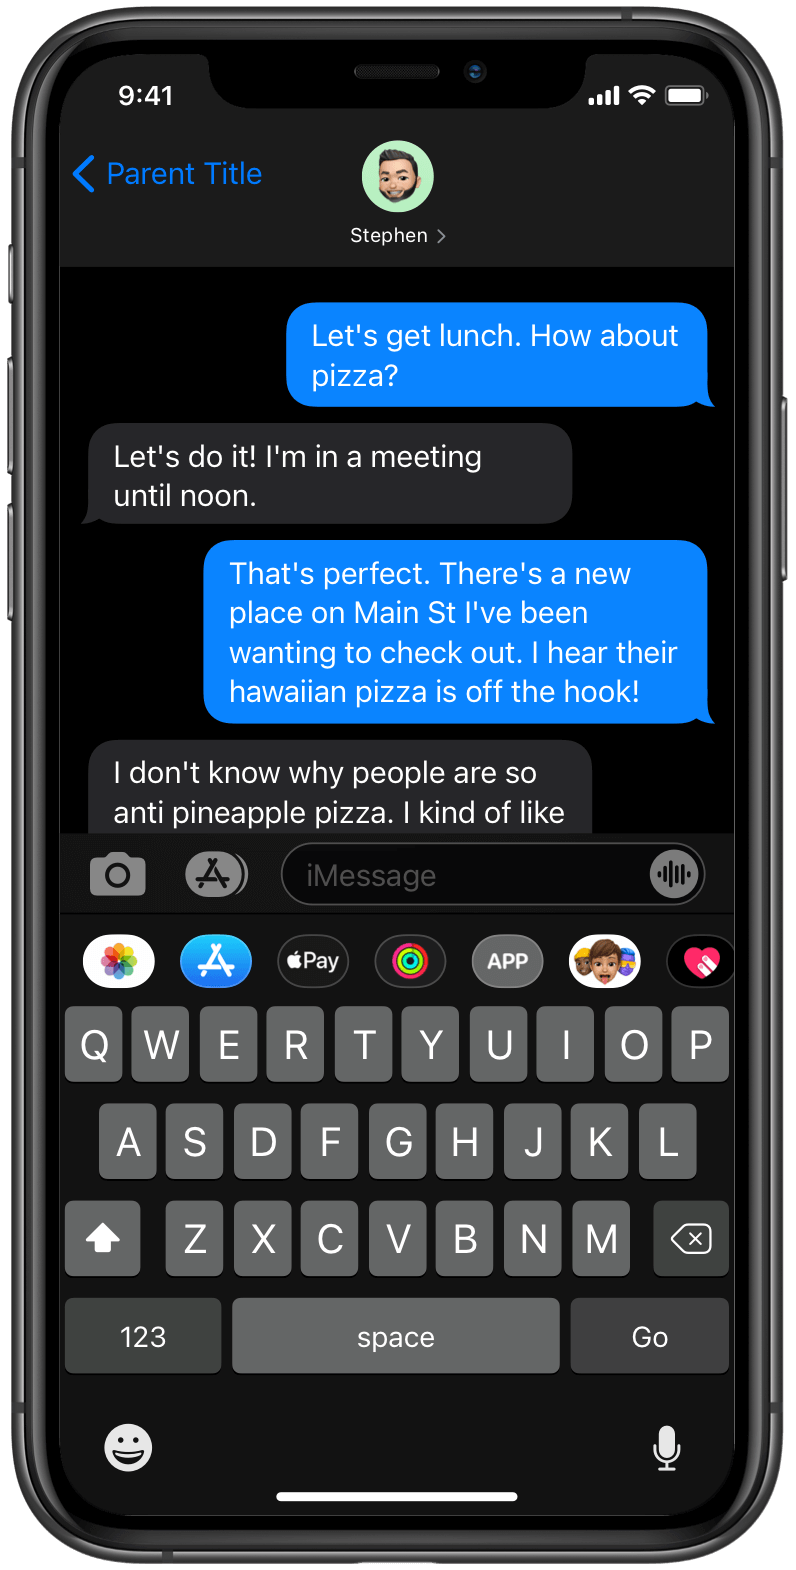 9:41
Parent Title
Stephen
Let's get lunch. How about
pizza?
Let's do it! I'm in a meeting
until noon.
That's perfect. There's a new
place on Main St I've been
wanting to check out. I hear their
hawaiian pizza is off the hook!
I don't know why people are so
anti pineapple pizza. I kind of like
iMessage
Pay
APP
Q W E R T Y U I O P
A S D F G H J K L
Z X C V B N M
123 space Go